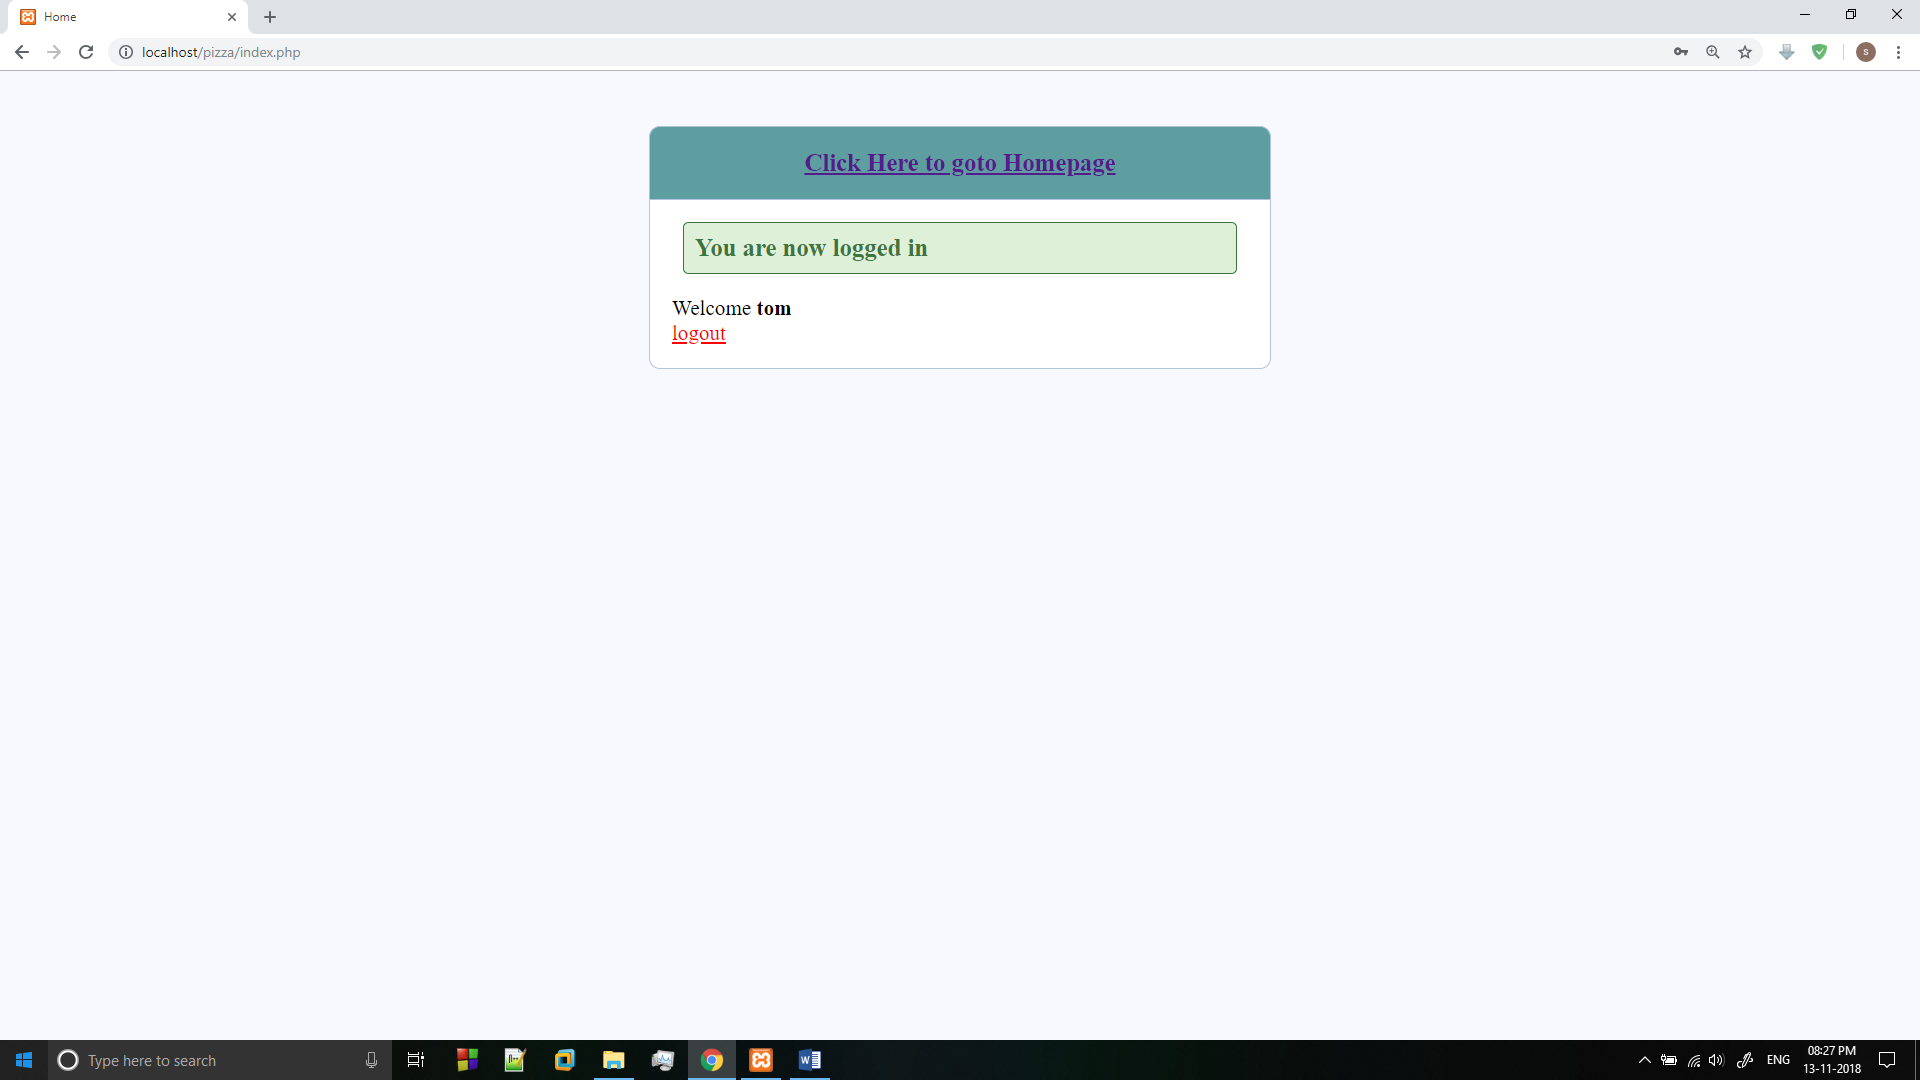 Home
localhost/pizza/index.php
s
Click Here to goto Homepage
You are now logged in
Welcome tom
logout
Type here to search
W
ENG
08:27 PM
13-11-2018